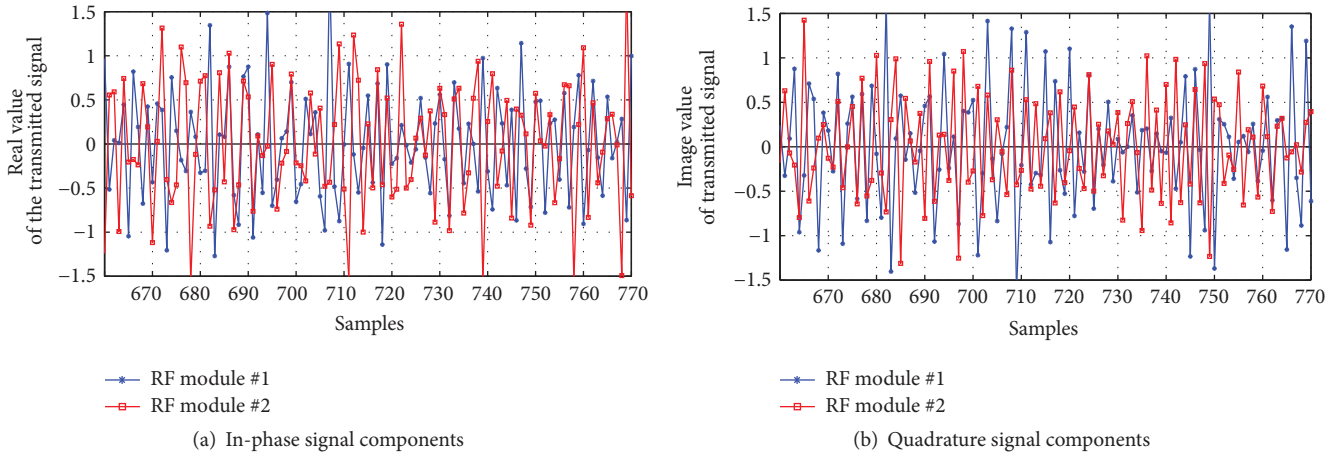 Real value
of the transmitted signal
1.5
1
0.5
0
−0.5
−1
−1.5
670 680 690 700 710 720 730 740 750 760 770
Samples
RF module #1
RF module #2
(a) In-phase signal components
Image value
of transmitted signal
1.5
1
0.5
0
−0.5
−1
−1.5
670 680 690 700 710 720 730 740 750 760 770
Samples
RF module #1
RF module #2
(b) Quadrature signal components